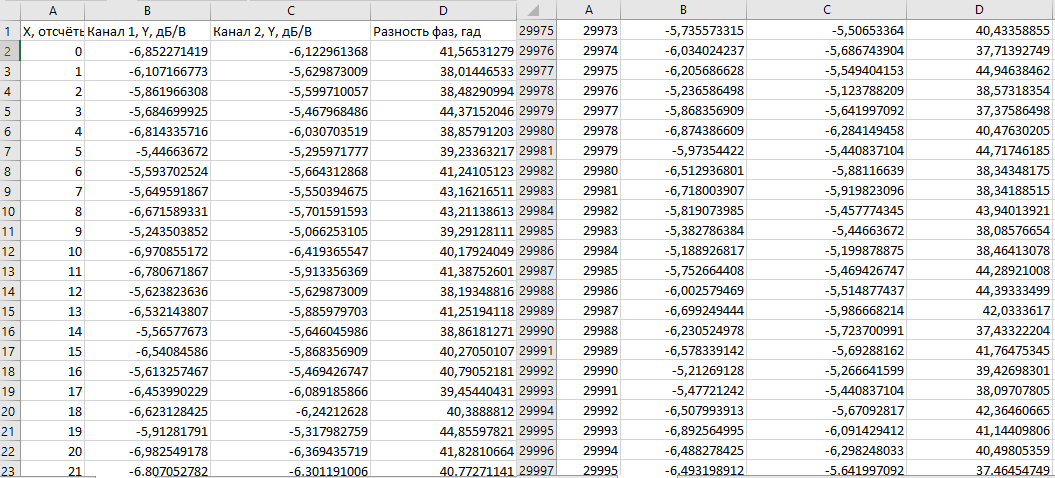 A B C D A B C D
1 X, отсчёть Канал 1, Y, дБ/В Канал 2, Y, дБ/В Разность фаз, гад 29975 29973 -5,735573315 -5,50653364 40,43358855
2 0 -6,852271419 -6,122961368 41,56531279 29976 29974 -6,034024237 -5,686743904 37,71392749
3 1 -6,107166773 -5,629873009 38,01446533 29977 29975 -6,205686628 -5,549404153 44,94638462
4 2 -5,861966308 -5,599710057 38,48290994 29978 29976 -5,236586498 -5,123788209 38,57318354
5 3 -5,684699925 -5,467968486 44,37152046 29979 29977 -5,868356909 -5,641997092 37,37586498
6 4 -6,814335716 -6,030703519 38,85791203 29980 29978 -6,874386609 -6,284149458 40,47630205
7 5 -5,44663672 -5,295971777 39,23363217 29981 29979 -5,97354422 -5,440837104 44,71746185
8 6 -5,593702524 -5,664312868 41,24105123 29982 29980 -6,512936801 -5,88116639 38,34348175
9 7 -5,649591867 -5,550394675 43,16216511 29983 29981 -6,718003907 -5,919823096 38,34188515
10 8 -6,671589331 -5,701591593 43,21138613 29984 29982 -5,819073985 -5,457774345 43,94013921
11 9 -5,243503852 -5,066253105 39,29128111 29985 29983 -5,382786384 -5,44663672 38,08576654
12 10 -6,970855172 -6,419365547 40,17924049 29986 29984 -5,188926817 -5,199878875 38,46413078
13 11 -6,780671867 -5,913356369 41,38752601 29987 29985 -5,752664408 -5,469426747 44,28921008
14 12 -5,623823636 -5,629873009 38,19348816 29988 29986 -6,002579469 -5,514877437 44,39333499
15 13 -6,532143807 -5,885979703 41,25194118 29989 29987 -6,699249444 -5,986668214 42,0333617
16 14 -5,56577673 -5,646045986 38,86181271 29990 29988 -6,230524978 -5,723700991 37,43322204
17 15 -6,54084586 -5,868356909 40,27050107 29991 29989 -6,578339142 -5,69288162 41,76475345
18 16 -5,613257467 -5,469426747 40,79052181 29992 29990 -5,21269128 -5,266641599 39,42698301
19 17 -6,453990229 -6,089185866 39,45440431 29993 29991 -5,47721242 -5,440837104 38,09707805
20 18 -6,623128425 -6,24212628 40,3888812 29994 29992 -6,507993913 -5,67092817 42,36460665
21 19 -5,91281791 -5,317982759 44,85597821 29995 29993 -6,892564995 -6,091429412 41,14409806
22 20 -6,982549178 -6,369435719 41,82810664 29996 29994 -6,488278425 -6,298248033 40,49805359
23 21 -6,807052782 -6,301191006 40,77271141 29997 29995 -6,493198912 -5,641997092 37,46454749